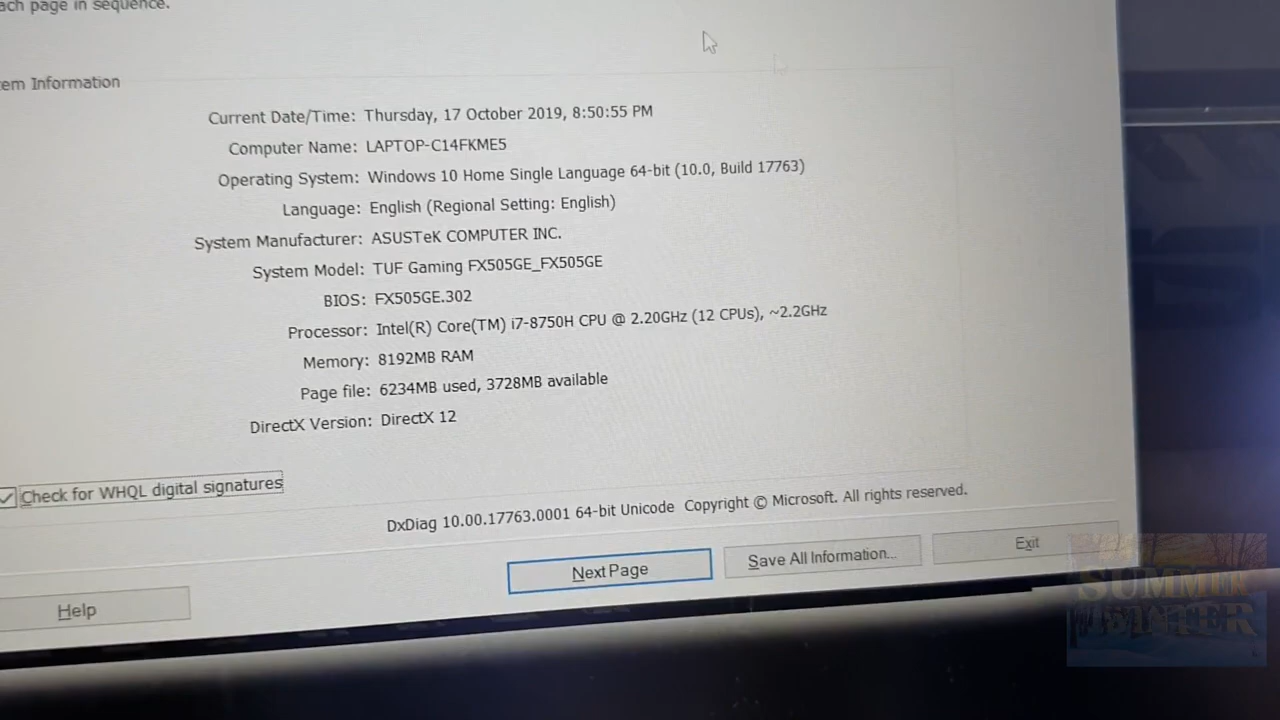 ach page in sequence.
em Information
Current Date/Time: Thursday, 17 October 2019, 8:50:55 PM
Computer Name: LAPTOP-C14FKME5
Operating System: Windows 10 Home Single Language 64-bit (10.0, Build 17763)
Language: English (Regional Setting: English)
System Manufacturer: ASUSTeK COMPUTER INC.
System Model: TUF Gaming FX505GE_FX505GE
BIOS: FX505GE.302
Processor: Intel(R) Core(TM) i7-8750H CPU @ 2.20GHz (12 CPUs), ~2.2GHz
Memory: 8192MB RAM
Page file: 6234MB used, 3728MB available
DirectX Version: DirectX 12
Check for WHQL digital signatures
DxDiag 10.00.17763.0001 64-bit Unicode Copyright © Microsoft. All rights reserved.
Help
Next Page
Save All Information...
Exit
SUMMER
WINTER